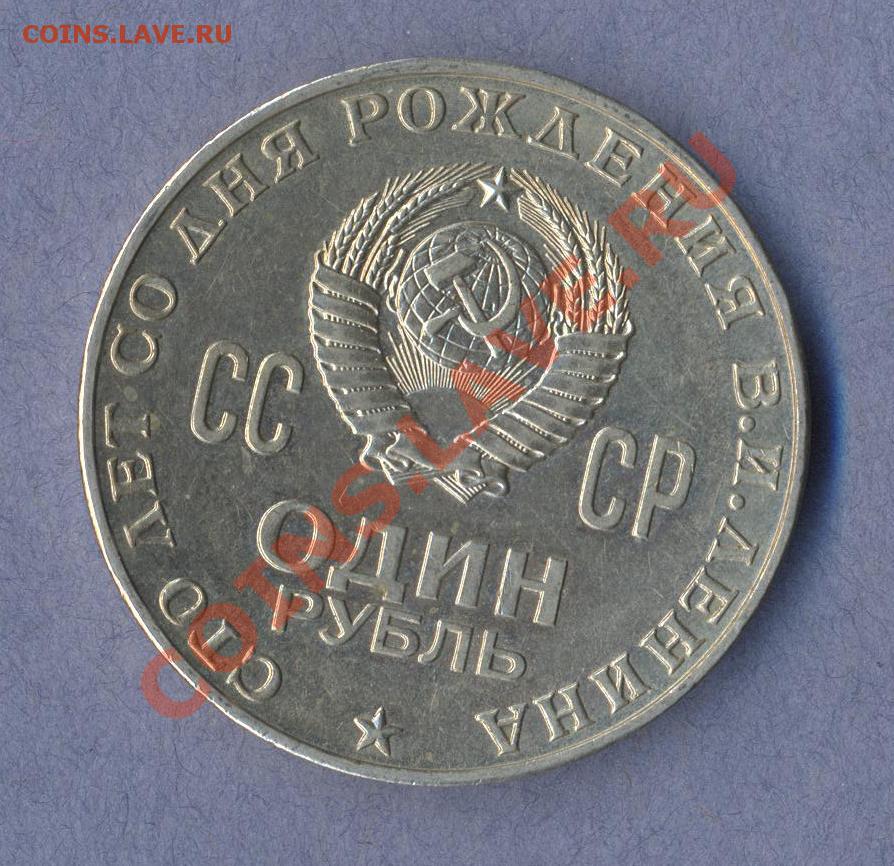 COINS.LAVE.RU
СТО ЛЕТ СО ДНЯ РОЖДЕНИЯ В.И.ЛЕНИНА
СС СР
ОДИН
РУБЛЬ
COINS.LAVE.RU